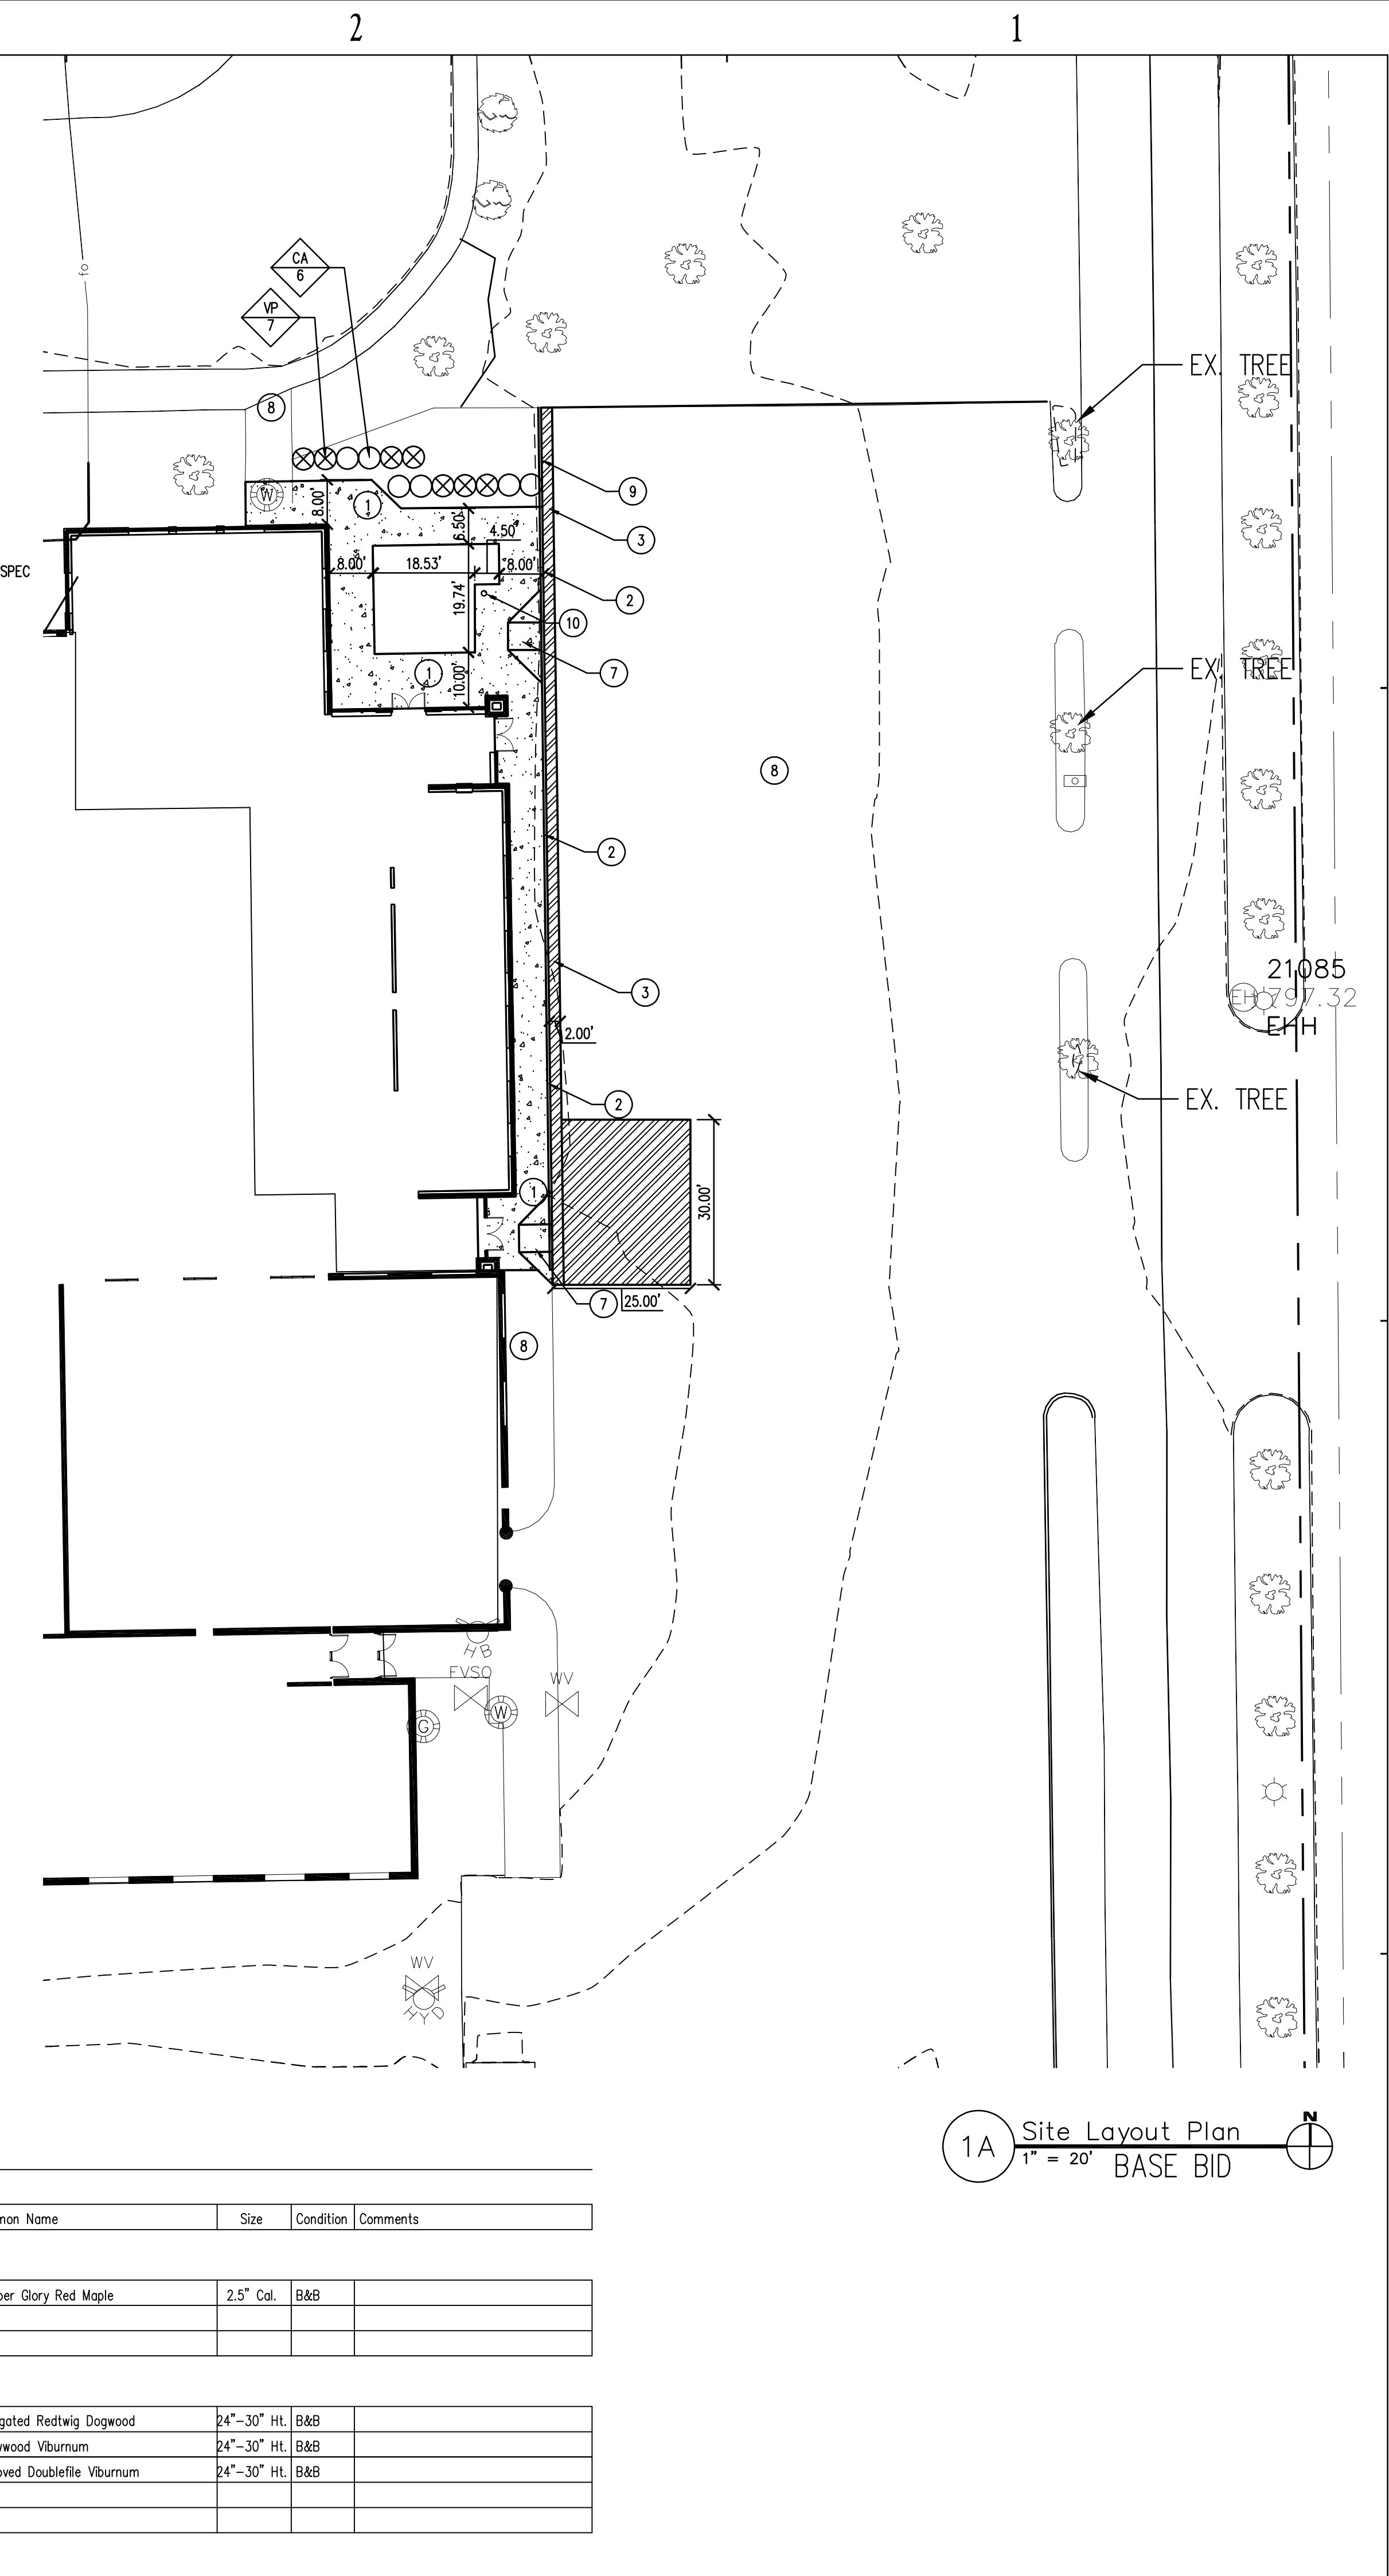 2
1
fo
CA
6
VP
7
EX. TREE
8
W
8.00'
1
9
6.50'
4.50'
3
SPEC
8.00'
18.53'
8.00'
2
19.74'
10
7
EX. TREE
1
10.00'
8
2
21085
EH
797.32
EHH
3
2.00'
2
EX. TREE
1
30.00'
7
25.00'
8
HB
WV
W
G
WV
HYD
1A
Site Layout Plan
1" = 20'
BASE BID
N
mon Name
Size
Condition
Comments
ber Glory Red Maple
2.5" Cal.
B&B
gated Redtwig Dogwood
24"-30" Ht.
B&B
wood Viburnum
24"-30" Ht.
B&B
oved Doublefile Viburnum
24"-30" Ht.
B&B